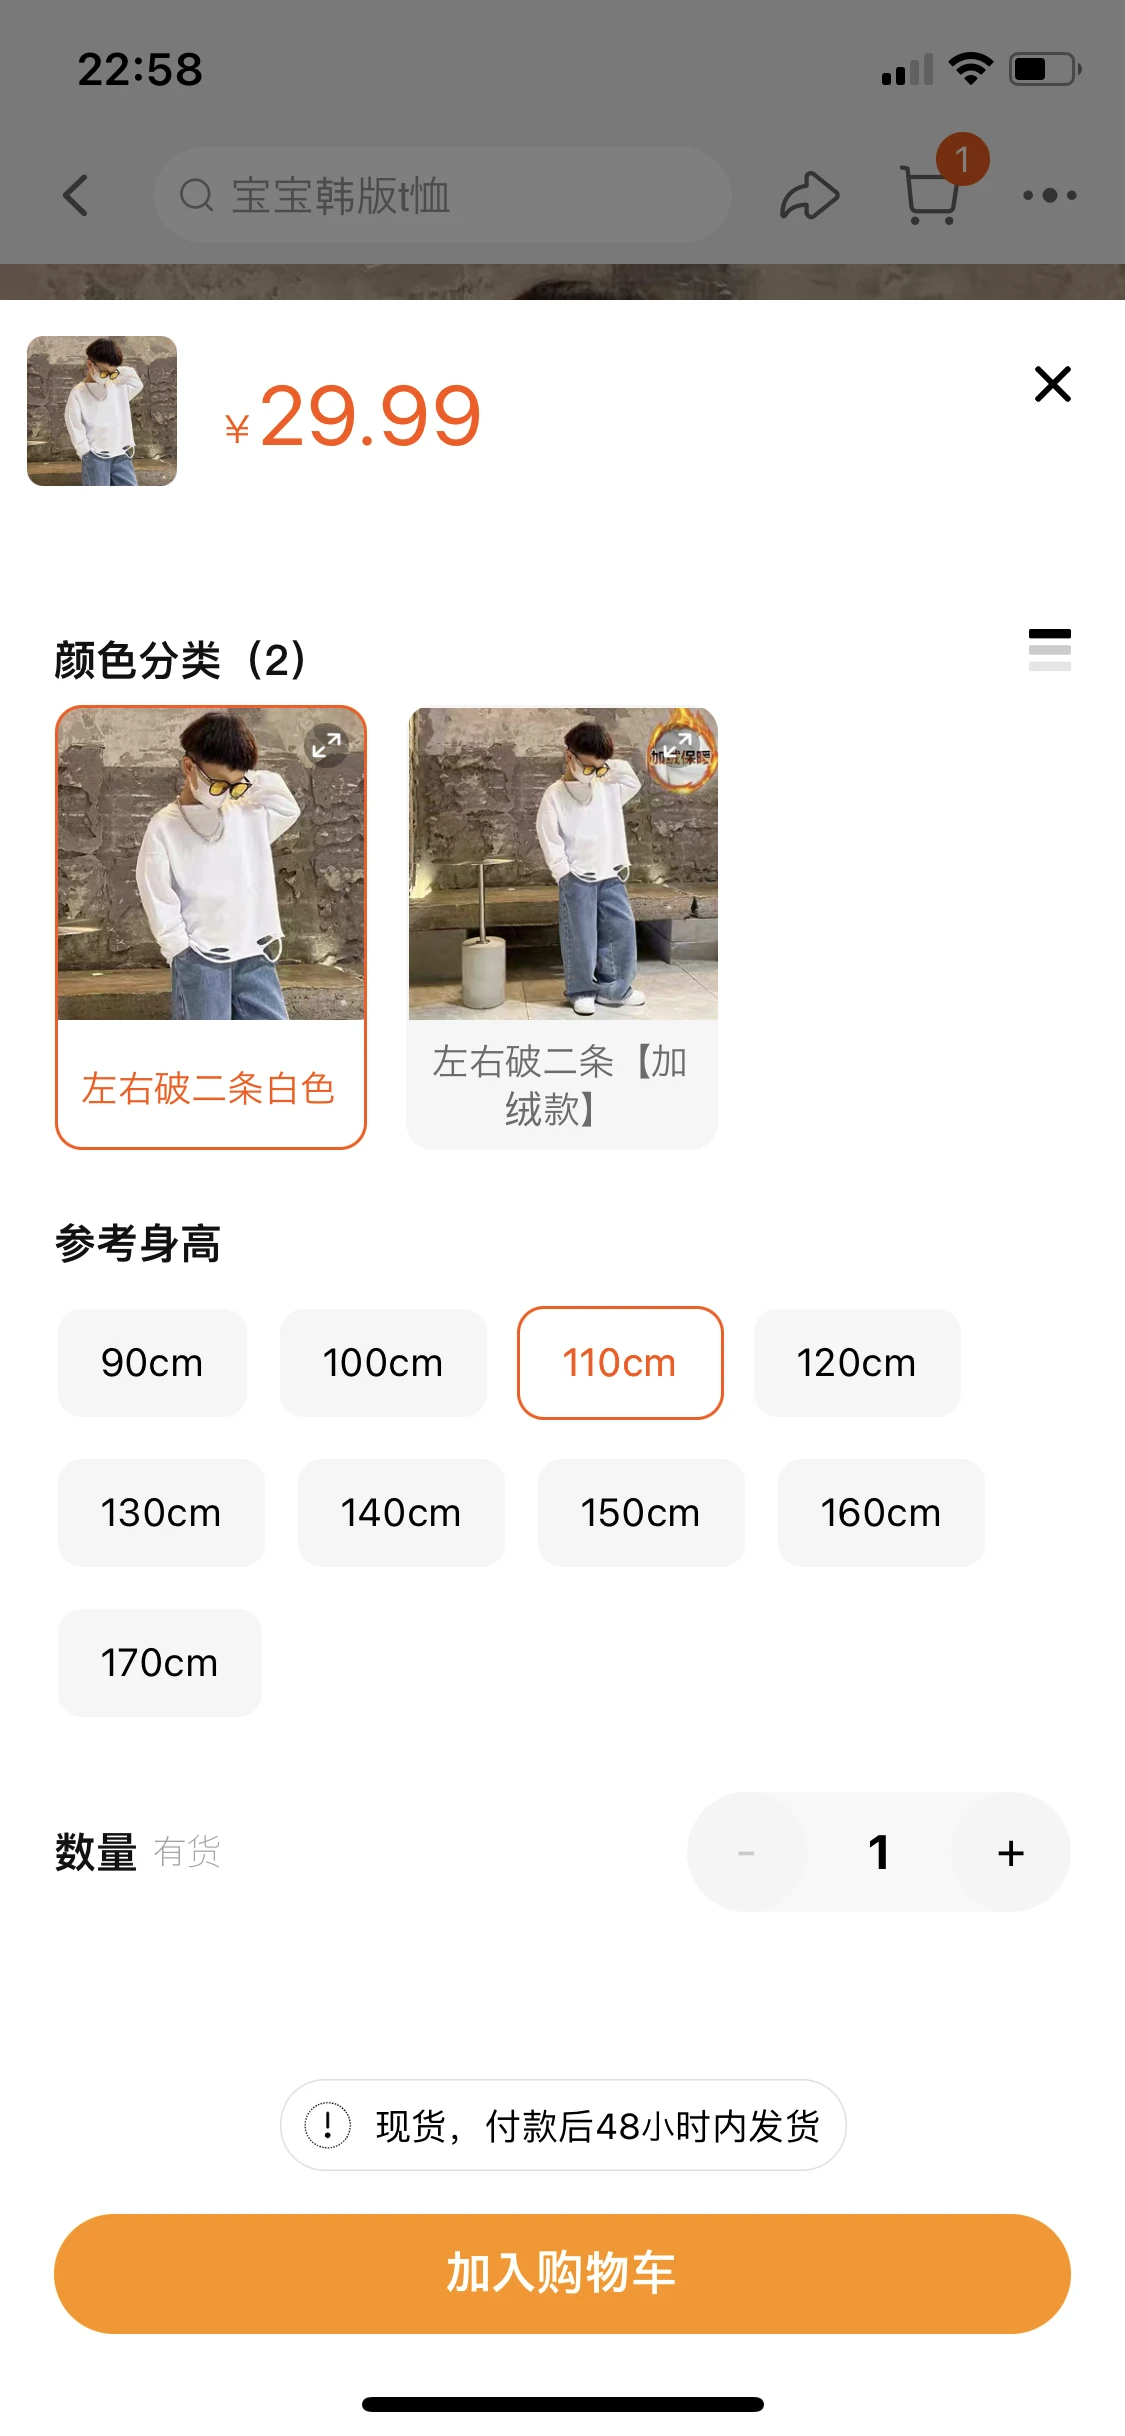 22:58
宝宝韩版t恤
1
¥29.99
颜色分类（2）
加绒保暖
左右破二条白色
左右破二条【加
绒款】
参考身高
90cm
100cm
110cm
120cm
130cm
140cm
150cm
160cm
170cm
数量 有货
- 1 +
现货，付款后48小时内发货
加入购物车